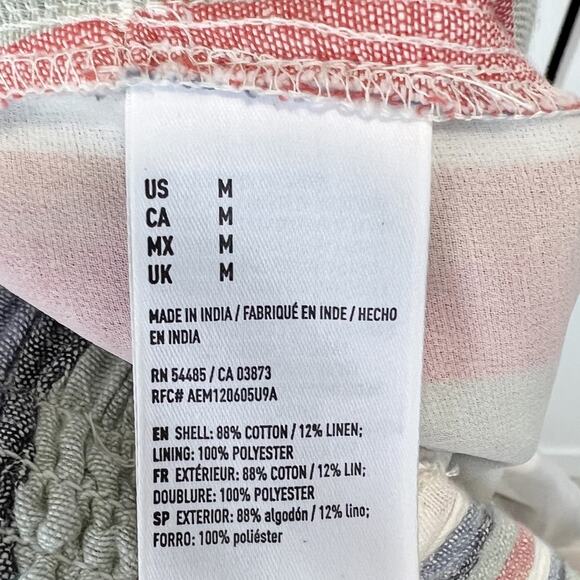 US M
CA M
MX M
UK M
MADE IN INDIA / FABRIQUÉ EN INDE / HECHO
EN INDIA
RN 54485 / CA 03873
RFC# AEM120605U9A
EN SHELL: 88% COTTON / 12% LINEN;
LINING: 100% POLYESTER
FR EXTÉRIEUR: 88% COTON / 12% LIN;
DOUBLURE: 100% POLYESTER
SP EXTERIOR: 88% algodón / 12% lino;
FORRO: 100% poliéster